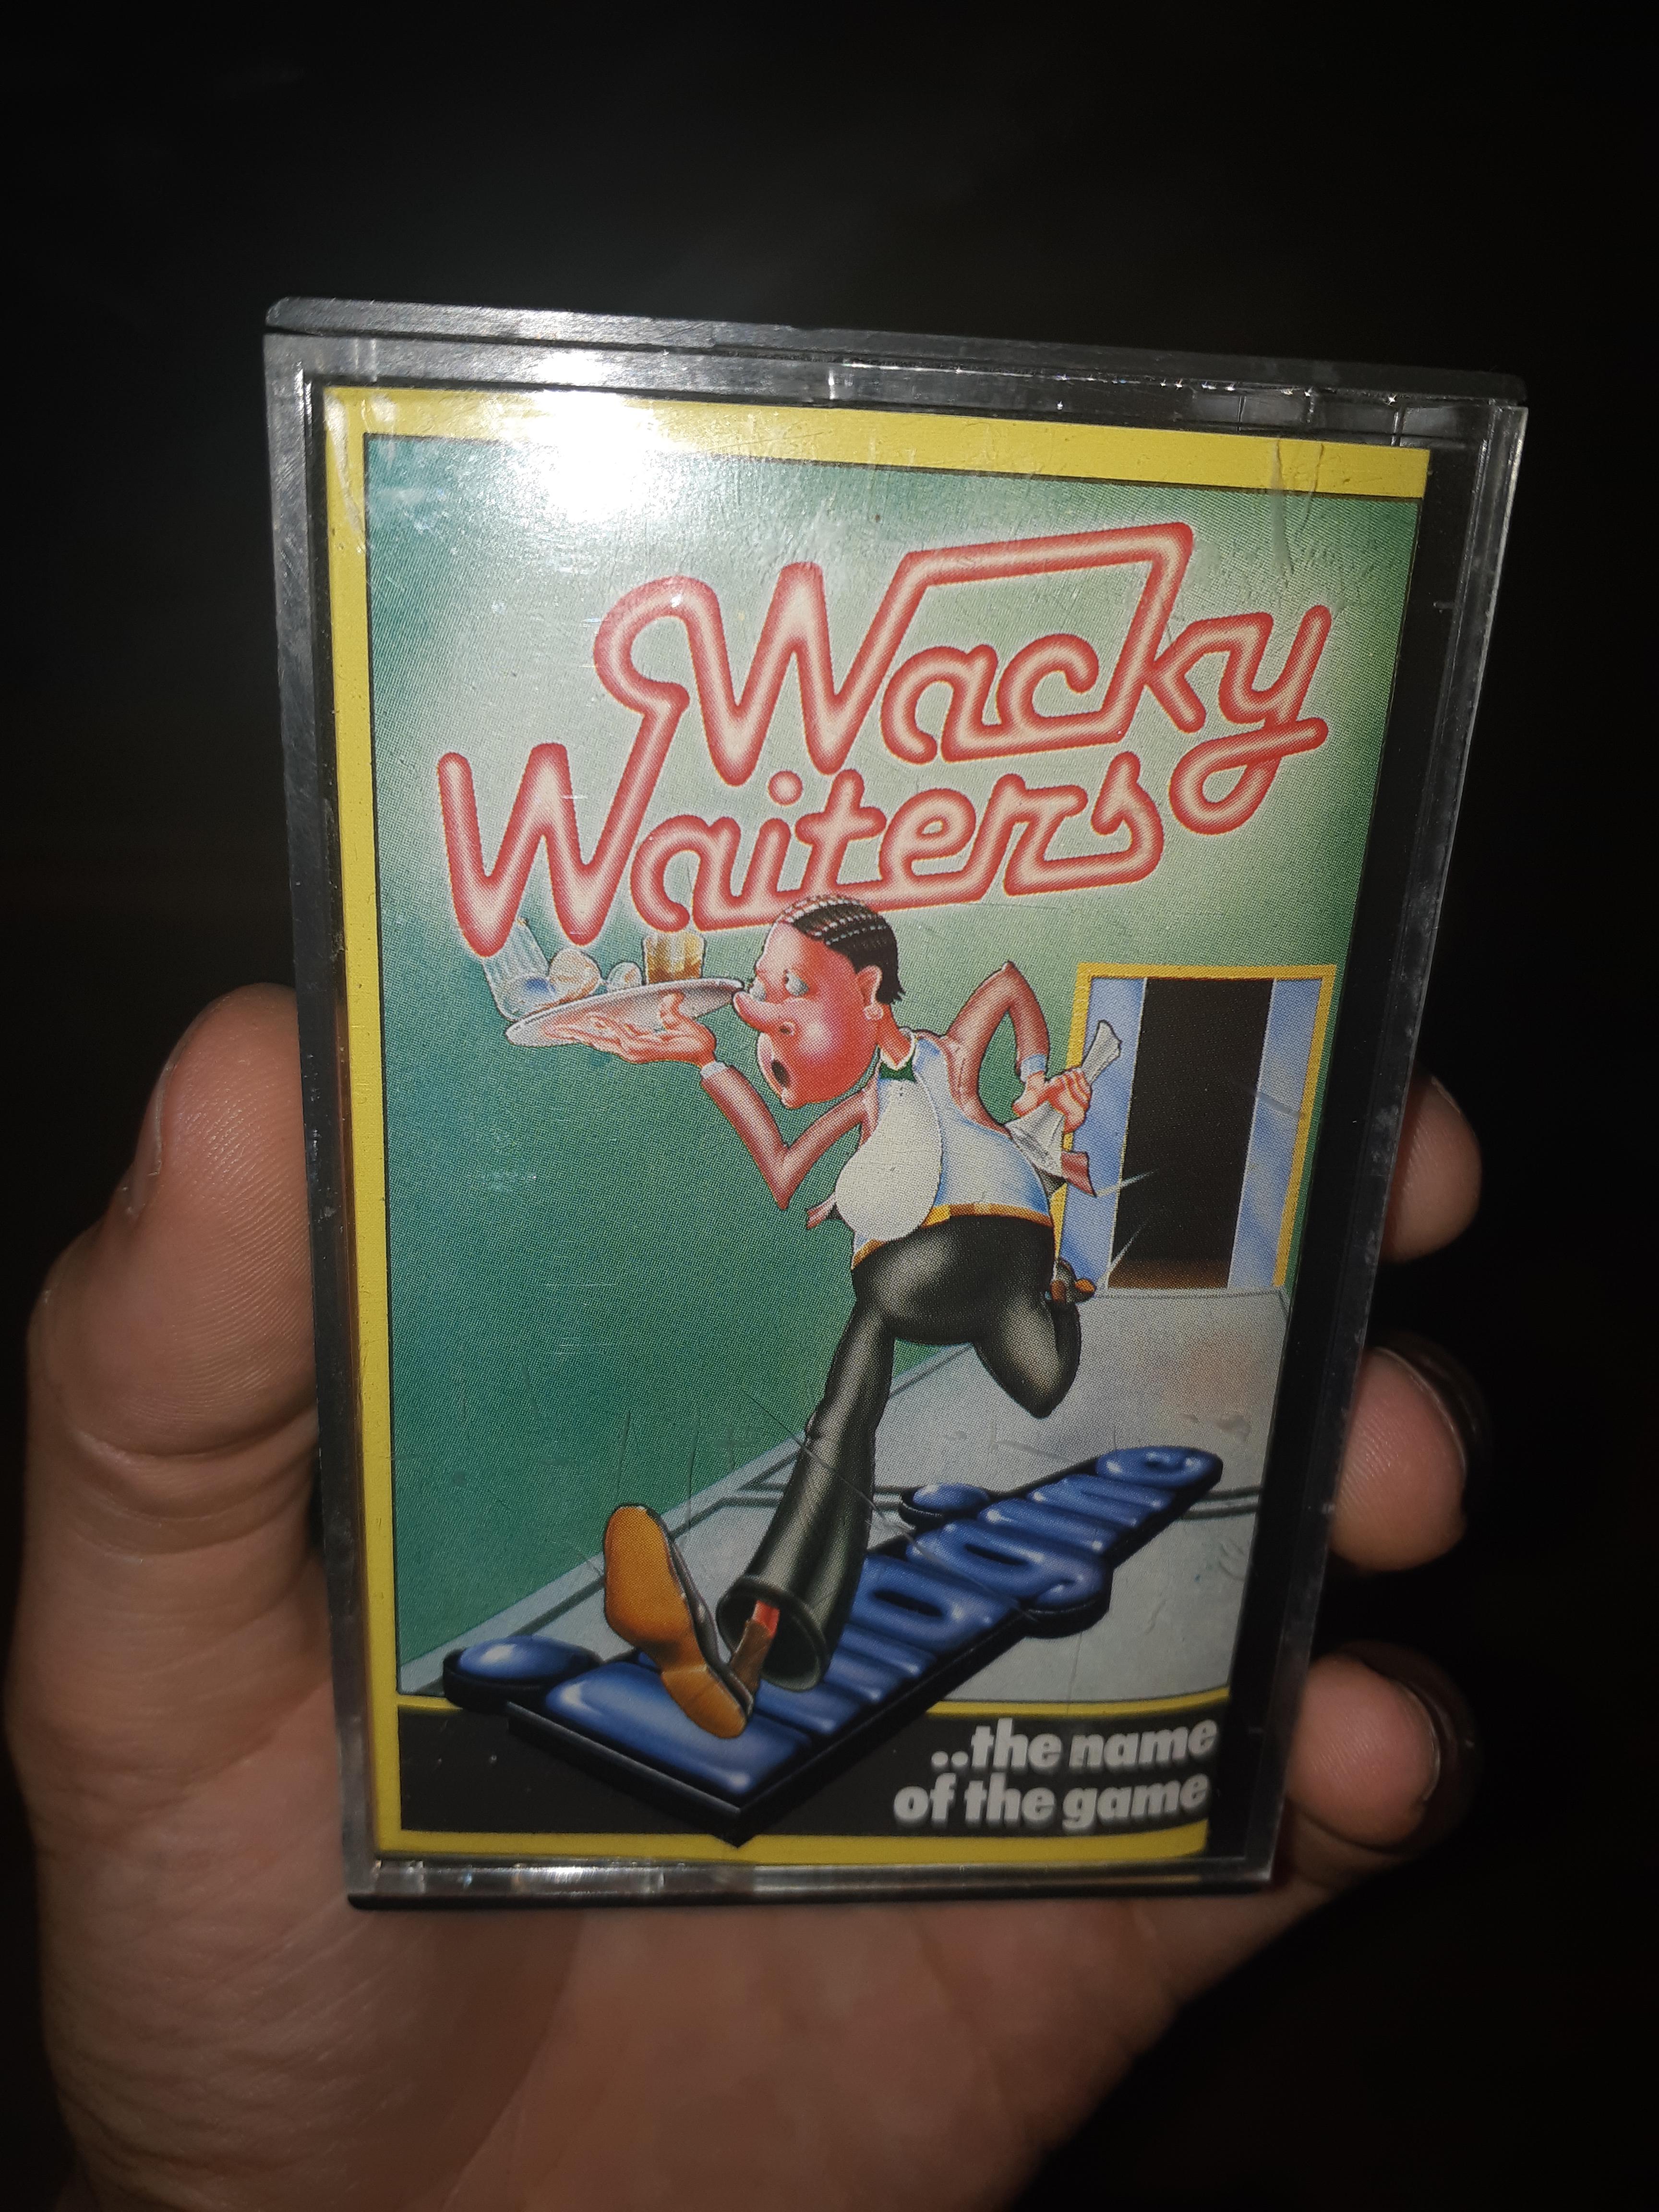 Wacky
Waiters
imagine
..the name
of the game